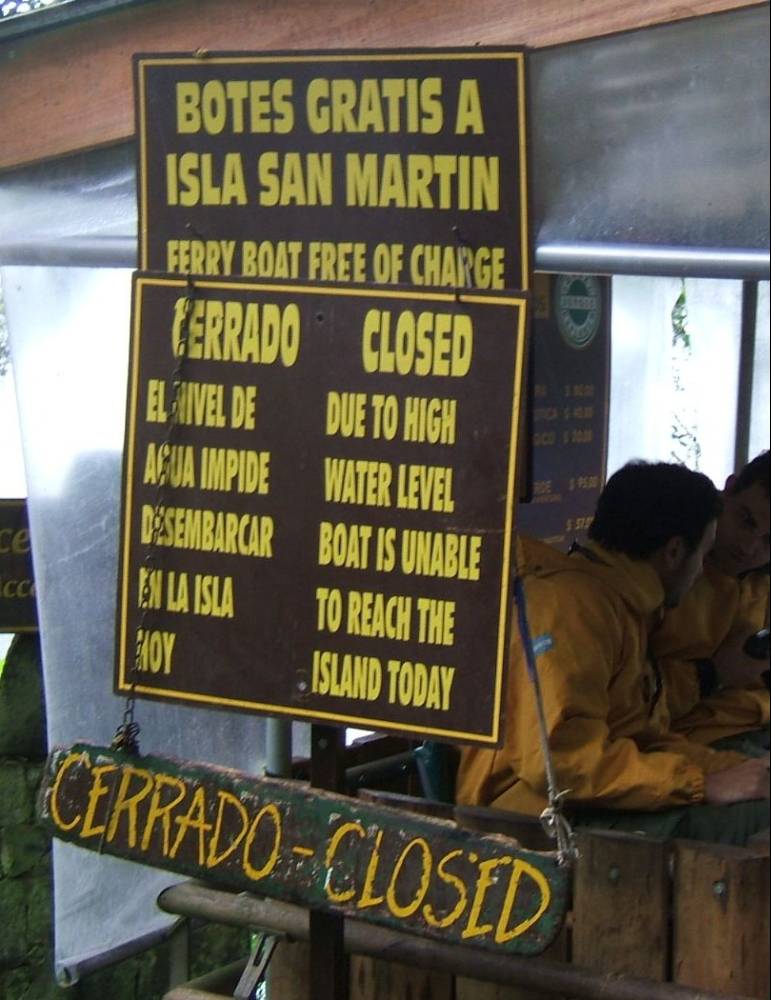 BOTES GRATIS A
ISLA SAN MARTIN
FERRY BOAT FREE OF CHARGE
CERRADO CLOSED
EL NIVEL DE
AGUA IMPIDE
DESEMBARCAR
EN LA ISLA
HOY
DUE TO HIGH
WATER LEVEL
BOAT IS UNABLE
TO REACH THE
ISLAND TODAY
CERRADO-CLOSED